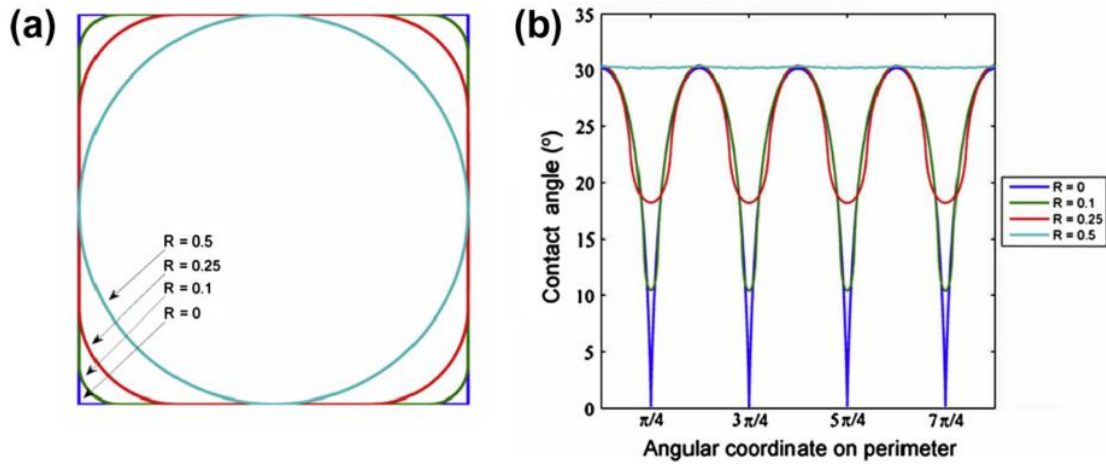 (a)
R = 0.5
R = 0.25
R = 0.1
R = 0
(b)
35
30
25
20
15
10
5
0
Contact angle (º)
π/4
3π/4
5π/4
7π/4
Angular coordinate on perimeter
R = 0
R = 0.1
R = 0.25
R = 0.5